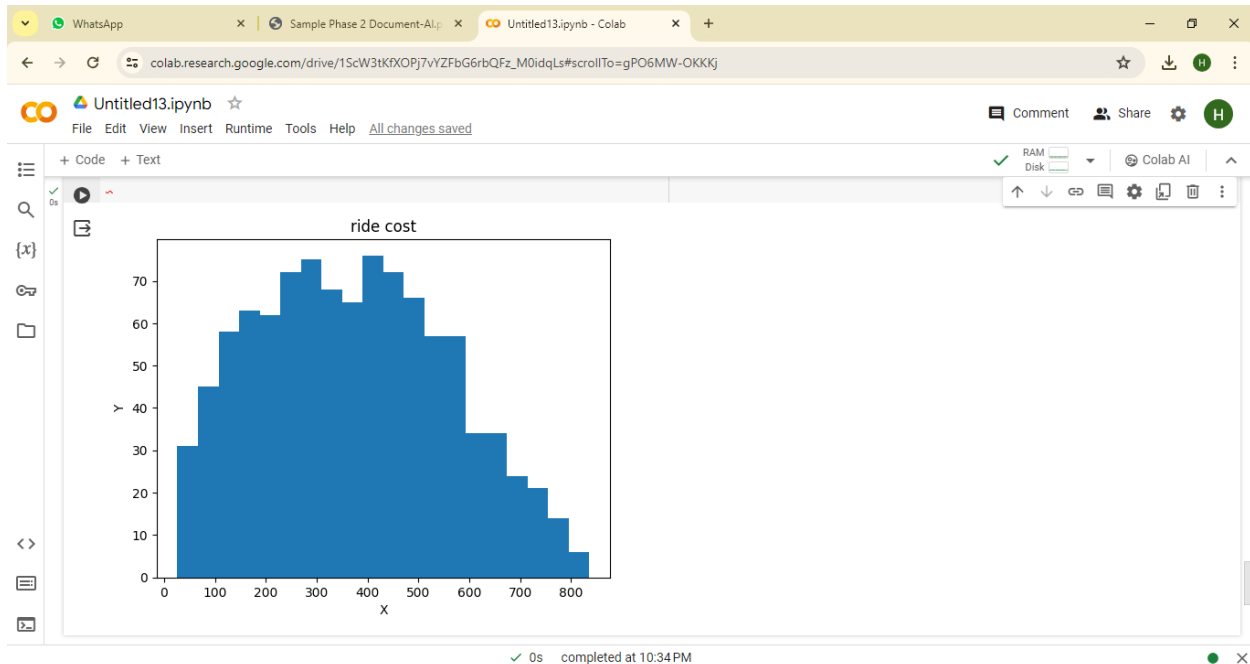 WhatsApp
Sample Phase 2 Document-AI.p
Untitled13.ipynb - Colab
colab.research.google.com/drive/1ScW3tKfXOPj7vYZFbG6rbQFz_M0idqLs#scrollTo=gPO6MW-OKKKj
H
Untitled13.ipynb
File Edit View Insert Runtime Tools Help All changes saved
Comment Share H
+ Code + Text
RAM
Disk
Colab AI
0s
{x}
ride cost
Y
70
60
50
40
30
20
10
0
0 100 200 300 400 500 600 700 800
X
0s completed at 10:34 PM